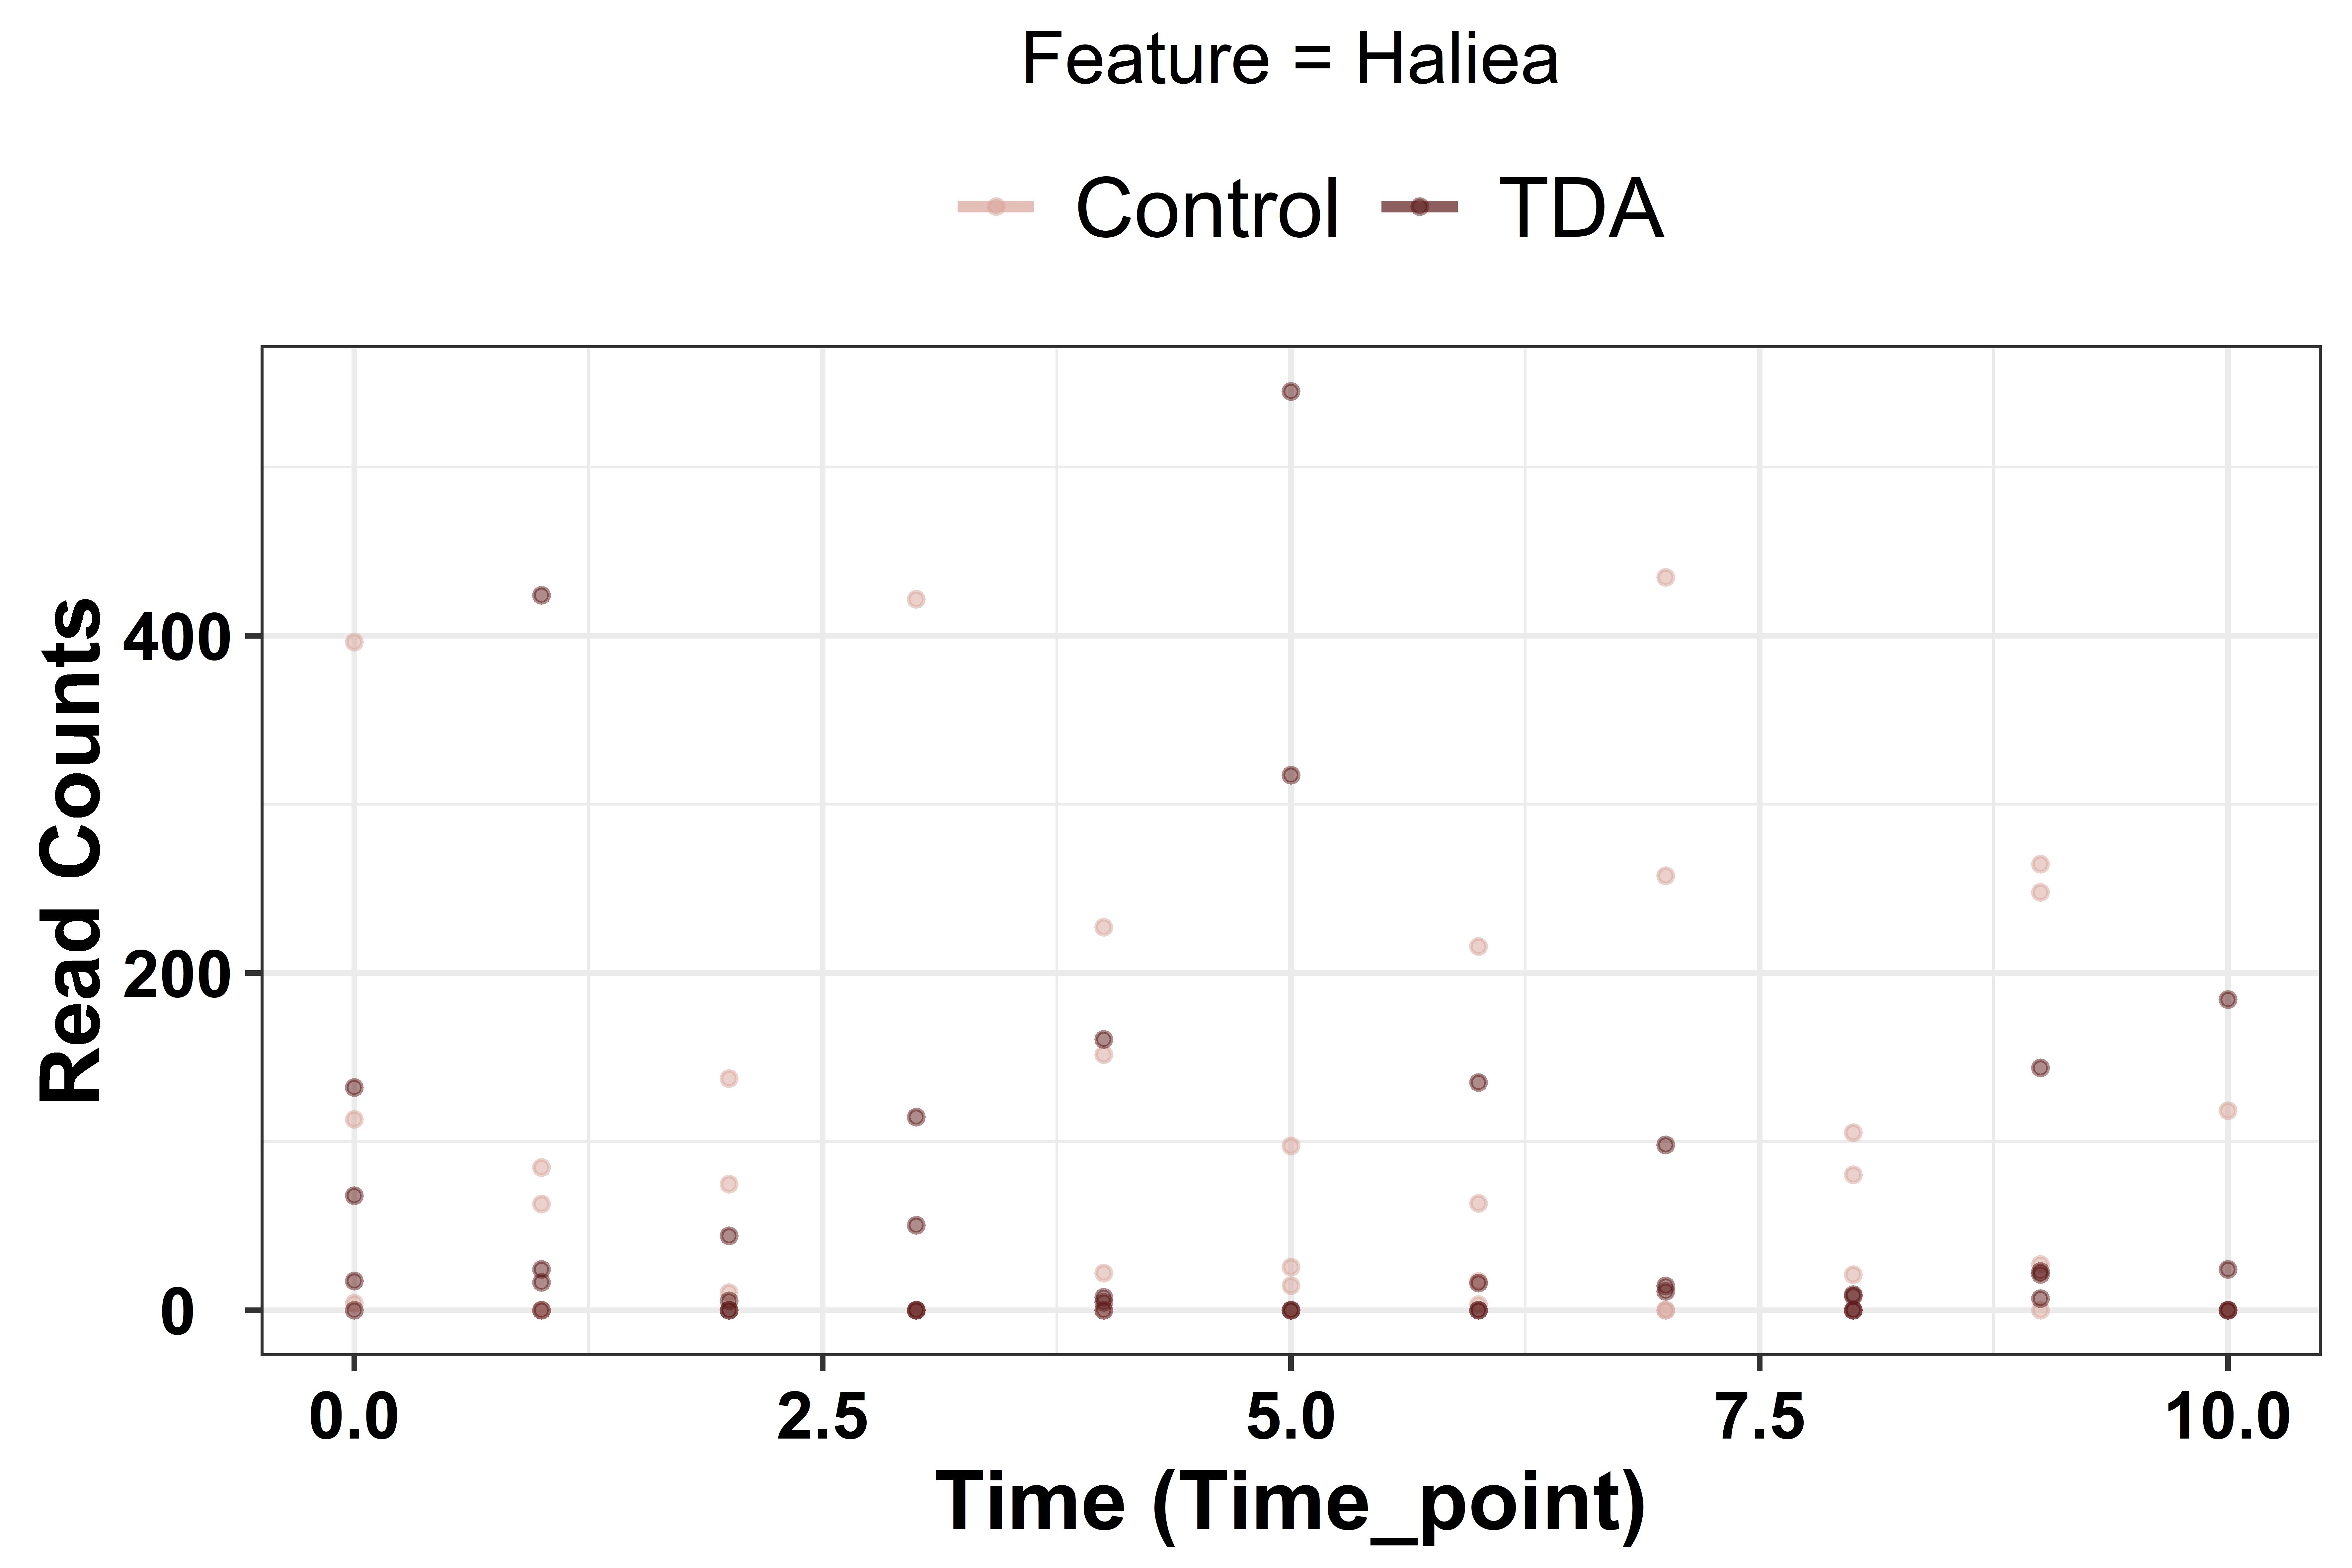 Feature = Haliea
Control TDA
Read Counts
400
200
0
0.0 2.5 5.0 7.5 10.0
Time (Time_point)